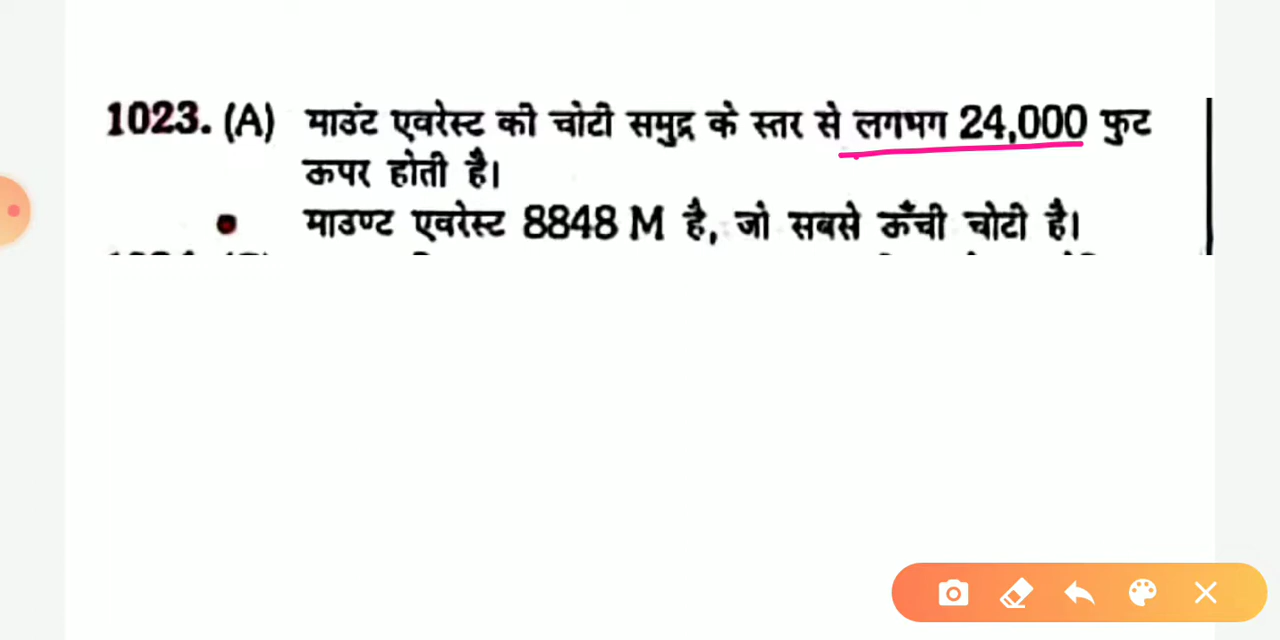 1023. (A) माउंट एवरेस्ट की चोटी समुद्र के स्तर से लगभग 24,000 फुट
ऊपर होती है।
● माउण्ट एवरेस्ट 8848 M है, जो सबसे ऊँची चोटी है।